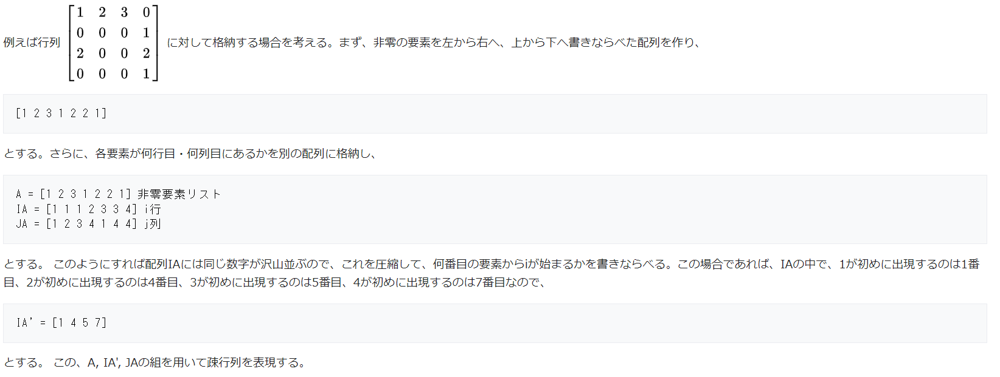 例えば行列
1 2 3 0
0 0 0 1
2 0 0 2
0 0 0 1
に対して格納する場合を考える。まず、非零の要素を左から右へ、上から下へ書きならべた配列を作り、
[1 2 3 1 2 2 1]
とする。さらに、各要素が何行目・何列目にあるかを別の配列に格納し、
A = [1 2 3 1 2 2 1] 非零要素リスト
IA = [1 1 1 2 3 3 4] i行
JA = [1 2 3 4 1 4 4] j列
とする。 このようにすれば配列IAには同じ数字が沢山並ぶので、これを圧縮して、何番目の要素からiが始まるかを書きならべる。この場合であれば、IAの中で、1が初めに出現するのは1番
目、2が初めに出現するのは4番目、3が初めに出現するのは5番目、4が初めに出現するのは7番目なので、
IA' = [1 4 5 7]
とする。 この、A, IA', JAの組を用いて疎行列を表現する。